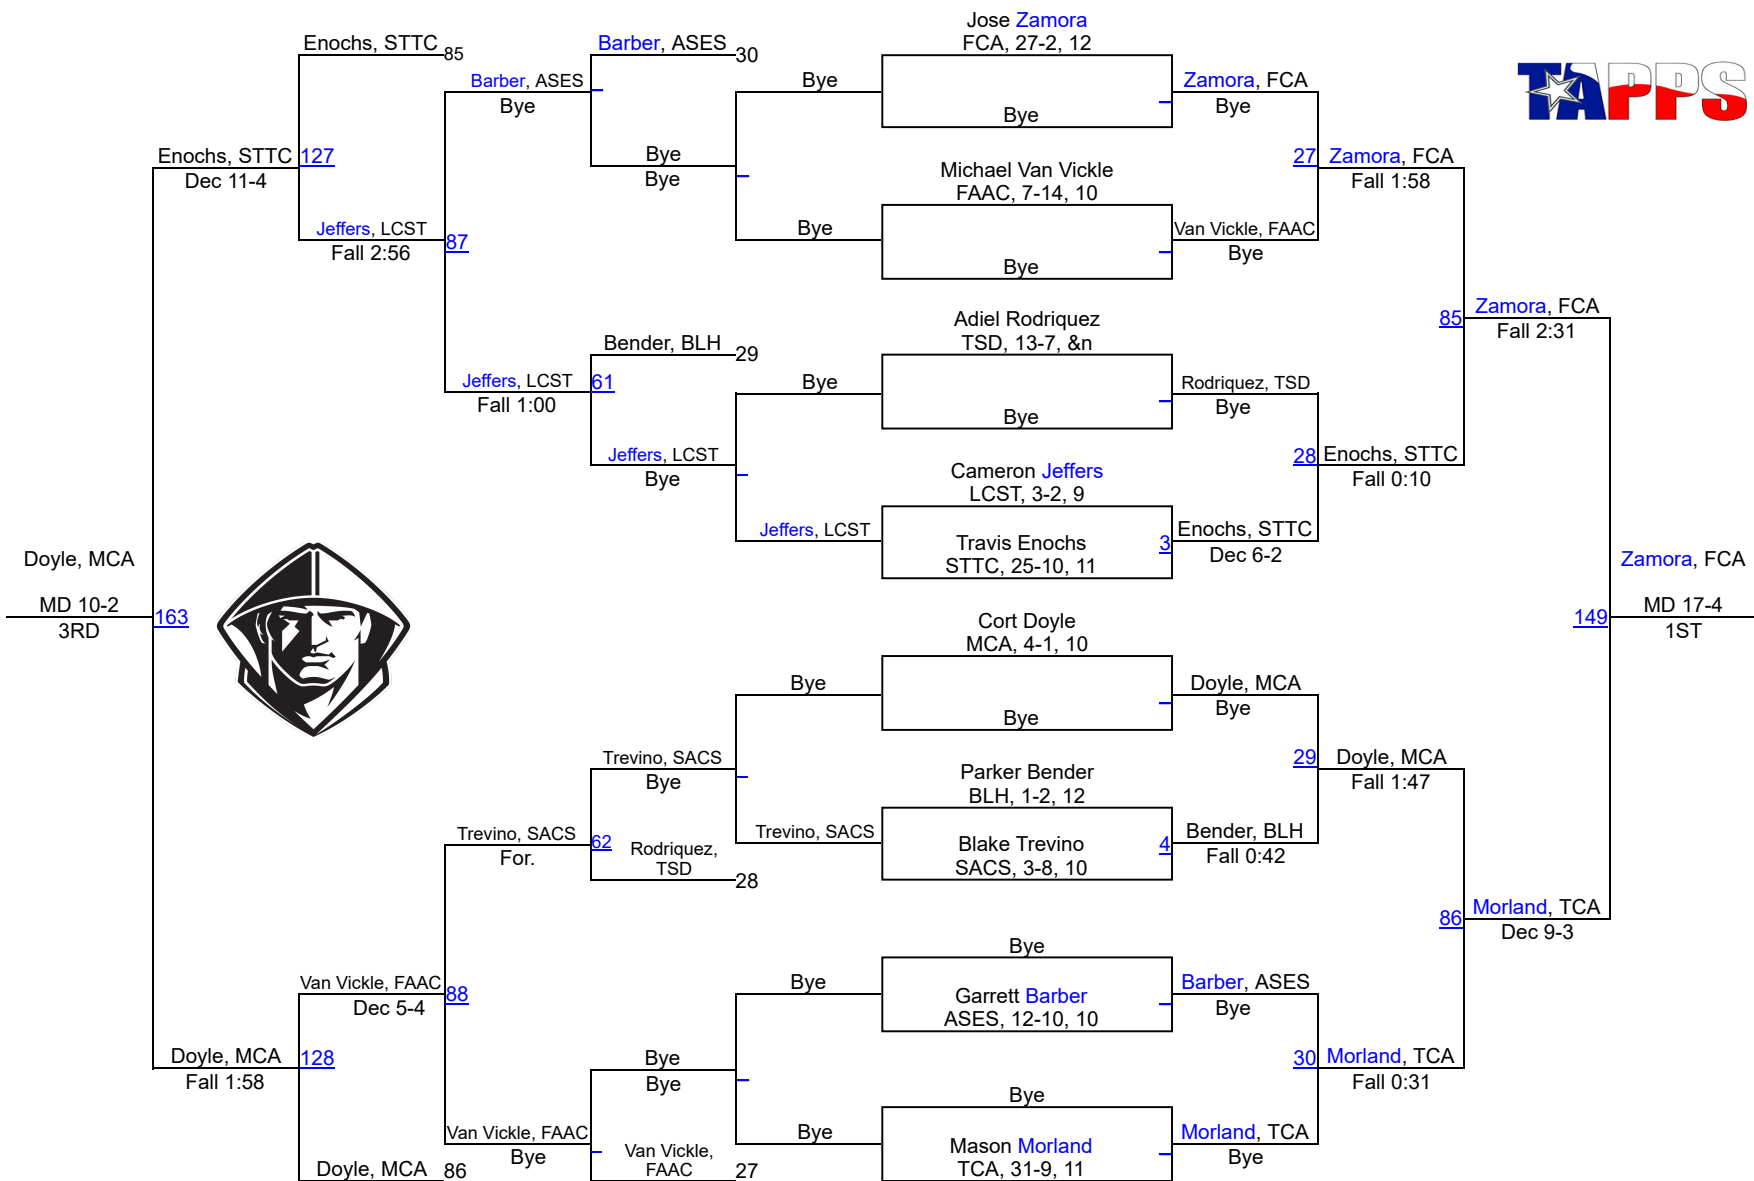 Jose Zamora
FCA, 27-2, 12
Enochs, STTC
85
Barber, ASES
30
Barber, ASES
Bye
Bye
Zamora, FCA
Bye
Bye
TAPPS
Enochs, STTC
127
Dec 11-4
Bye
Bye
Michael Van Vickle
FAAC, 7-14, 10
27
Zamora, FCA
Fall 1:58
Jeffers, LCST
87
Fall 2:56
Bye
Van Vickle, FAAC
Bye
Bye
Zamora, FCA
85
Fall 2:31
Adiel Rodriquez
TSD, 13-7, &n
Bender, BLH
29
Jeffers, LCST
61
Fall 1:00
Bye
Bye
Rodriquez, TSD
Bye
Jeffers, LCST
Bye
Cameron Jeffers
LCST, 3-2, 9
28
Enochs, STTC
Fall 0:10
Jeffers, LCST
Travis Enochs
STTC, 25-10, 11
3
Enochs, STTC
Dec 6-2
Doyle, MCA
MD 10-2
3RD
163
Zamora, FCA
149
MD 17-4
1ST
Cort Doyle
MCA, 4-1, 10
Bye
Bye
Doyle, MCA
Bye
Trevino, SACS
Bye
Parker Bender
BLH, 1-2, 12
29
Doyle, MCA
Fall 1:47
Trevino, SACS
62
For.
Rodriquez,
TSD
28
Trevino, SACS
Blake Trevino
SACS, 3-8, 10
4
Bender, BLH
Fall 0:42
86
Morland, TCA
Dec 9-3
Bye
Van Vickle, FAAC
88
Dec 5-4
Bye
Garrett Barber
ASES, 12-10, 10
Barber, ASES
Bye
Doyle, MCA
128
Fall 1:58
Bye
Bye
30
Morland, TCA
Fall 0:31
Bye
Van Vickle, FAAC
Bye
Van Vickle,
FAAC
27
Bye
Mason Morland
TCA, 31-9, 11
Morland, TCA
Bye
Doyle, MCA
86